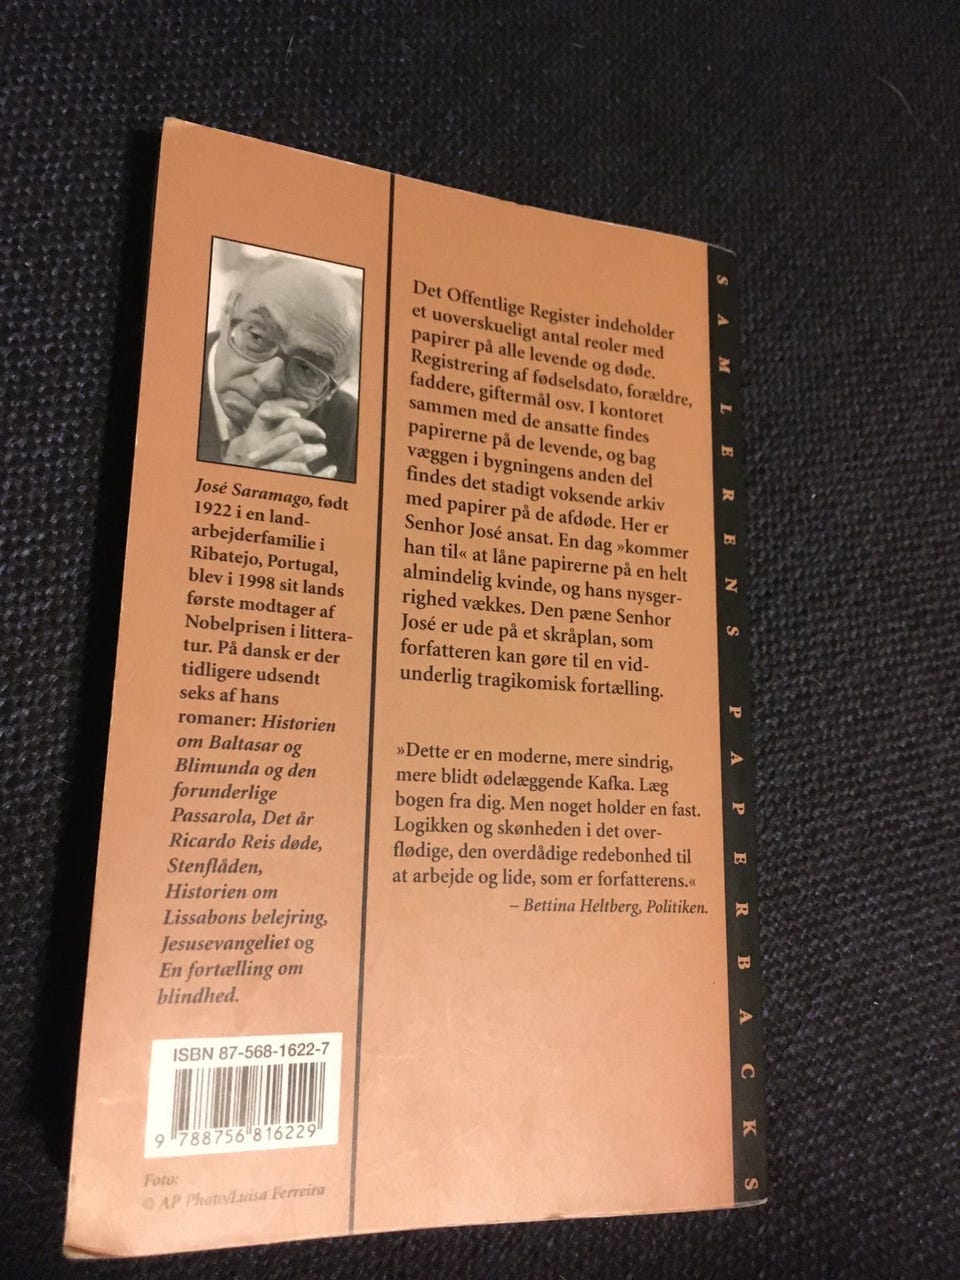 José Saramago, født
1922 i en land-
arbejderfamilie i
Ribatejo, Portugal,
blev i 1998 sit lands
første modtager af
Nobelprisen i littera-
tur. På dansk er der
tidligere udsendt
seks af hans
romaner: Historien
om Baltasar og
Blimunda og den
forunderlige
Passarola, Det år
Ricardo Reis døde,
Stenflåden,
Historien om
Lissabons belejring,
Jesusevangeliet og
En fortælling om
blindhed.
ISBN 87-568-1622-7
9 788756 816229
Foto:
© AP Photo/Luisa Ferreira
Det Offentlige Register indeholder
et uoverskueligt antal reoler med
papirer på alle levende og døde.
Registrering af fødselsdato, forældre,
faddere, giftermål osv. I kontoret
sammen med de ansatte findes
papirerne på de levende, og bag
væggen i bygningens anden del
findes det stadigt voksende arkiv
med papirer på de afdøde. Her er
Senhor José ansat. En dag »kommer
han til« at låne papirerne på en helt
almindelig kvinde, og hans nysger-
righed vækkes. Den pæne Senhor
José er ude på et skråplan, som
forfatteren kan gøre til en vid-
underlig tragikomisk fortælling.
»Dette er en moderne, mere sindrig,
mere blidt ødelæggende Kafka. Læg
bogen fra dig. Men noget holder en fast.
Logikken og skønheden i det over-
flødige, den overdådige redebonhed til
at arbejde og lide, som er forfatterens.«
– Bettina Heltberg, Politiken.
SAMLERENS PAPERBACKS